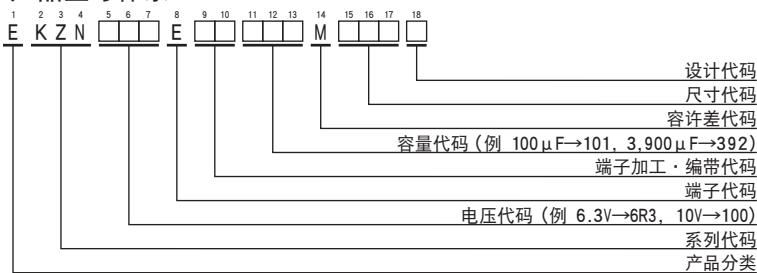 1 2 3 4 5 6 7 8 9 10 11 12 13 14 15 16 17 18
E KZN □□□ E □□ □□□ M □□□ □
设计代码
尺寸代码
容许差代码
容量代码 (例 100μF→101, 3,900μF→392)
端子加工·编带代码
端子代码
电压代码 (例 6.3V→6R3, 10V→100)
系列代码
产品分类